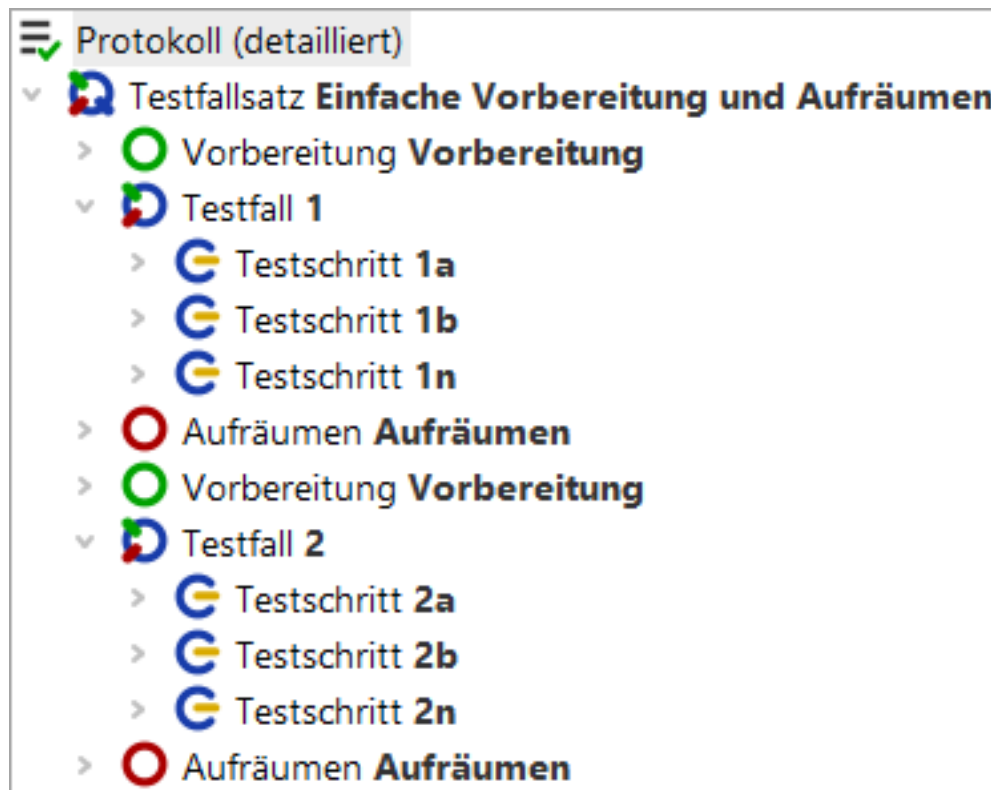 Protokoll (detailliert)
Testfallsatz Einfache Vorbereitung und Aufräumen
Vorbereitung Vorbereitung
Testfall 1
Testschritt 1a
Testschritt 1b
Testschritt 1n
Aufräumen Aufräumen
Vorbereitung Vorbereitung
Testfall 2
Testschritt 2a
Testschritt 2b
Testschritt 2n
Aufräumen Aufräumen